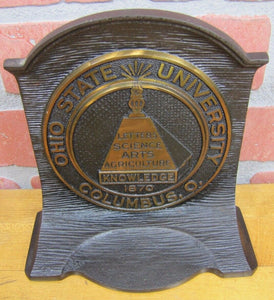 OHIO STATE UNIVERSITY
LETTERS
SCIENCE
ARTS
AGRICULTURE
KNOWLEDGE
1870
COLUMBUS, O.